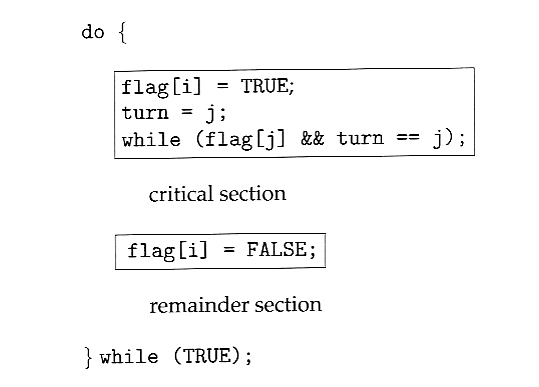 do {
flag[i] = TRUE;
turn = j;
while (flag[j] && turn == j);
critical section
flag[i] = FALSE;
remainder section
} while (TRUE);